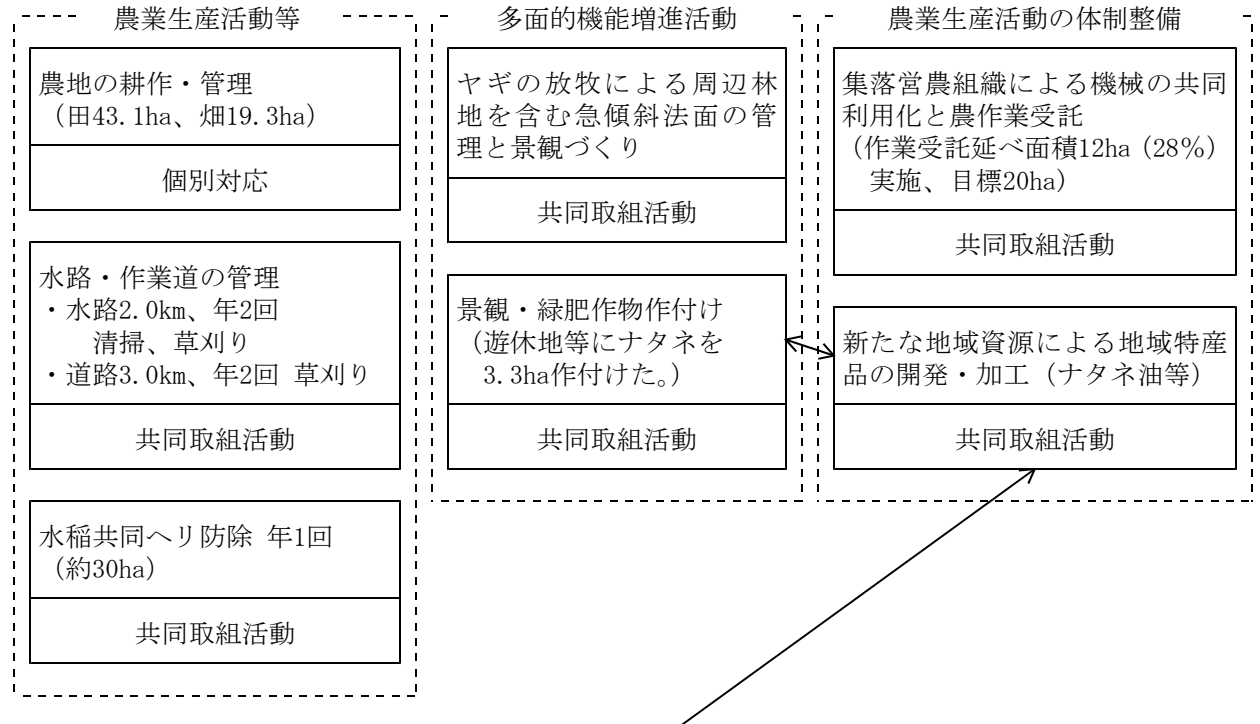 農業生産活動等
農地の耕作・管理
（田43.1ha、畑19.3ha）
個別対応
水路・作業道の管理
・水路2.0km、年2回
清掃、草刈り
・道路3.0km、年2回 草刈り
共同取組活動
水稲共同ヘリ防除 年1回
（約30ha）
共同取組活動
多面的機能増進活動
ヤギの放牧による周辺林
地を含む急傾斜法面の管
理と景観づくり
共同取組活動
景観・緑肥作物作付け
（遊休地等にナタネを
3.3ha作付けた。）
共同取組活動
農業生産活動の体制整備
集落営農組織による機械の共同
利用化と農作業受託
（作業受託延べ面積12ha（28％）
実施、目標20ha）
共同取組活動
新たな地域資源による地域特産
品の開発・加工（ナタネ油等）
共同取組活動